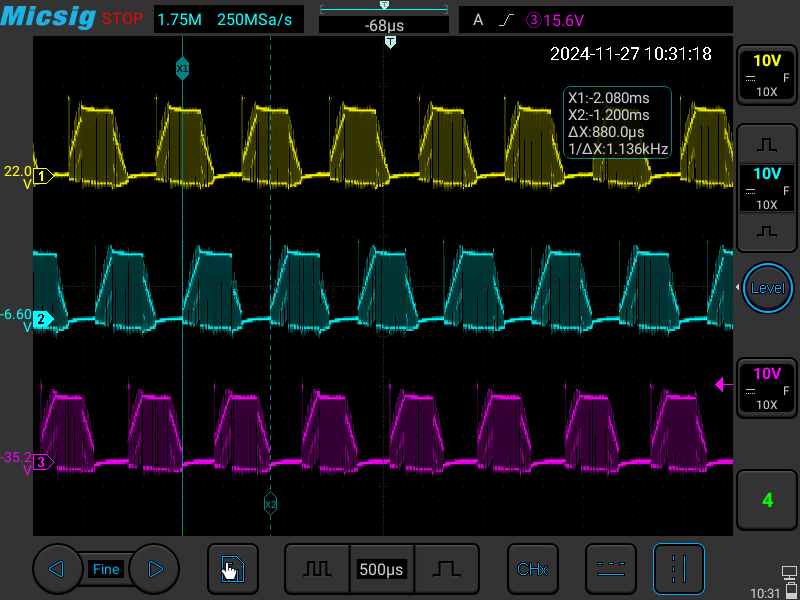 Micsig STOP 1.75M 250MSa/s -68µs A ③15.6V
T
T
2024-11-27 10:31:18
10V
F
10X
X1
X1:-2.080ms
X2:-1.200ms
ΔX:880.0µs
1/ΔX:1.136kHz
22.0
V
1
10V
F
10X
-6.60
V
2
Level
10V
F
10X
-35.2
V
3
X2
4
Fine
500µs
CHx
10:31